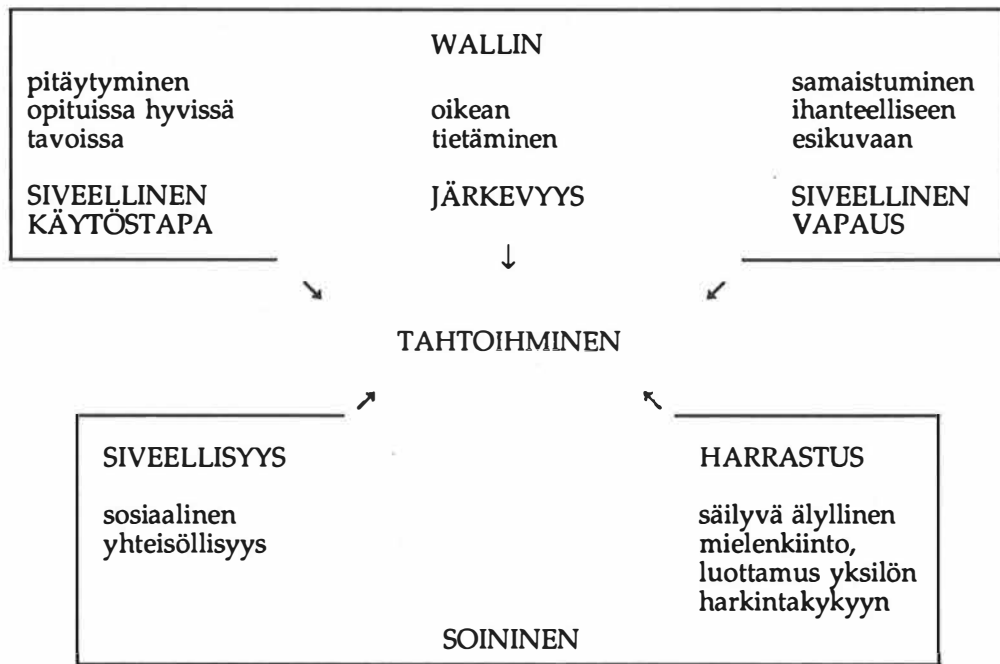 WALLIN
pitäytyminen
opituissa hyvissä
tavoissa
SIVEELLINEN
KÄYTÖSTAPA
oikean
tietäminen
JÄRKEVYYS
samaistuminen
ihanteelliseen
esikuvaan
SIVEELLINEN
VAPAUS
TAHTOIHMINEN
SIVEELLISYYS
sosiaalinen
yhteisöllisyys
HARRASTUS
säilyvä älyllinen
mielenkiinto,
luottamus yksilön
harkintakykyyn
SOININEN